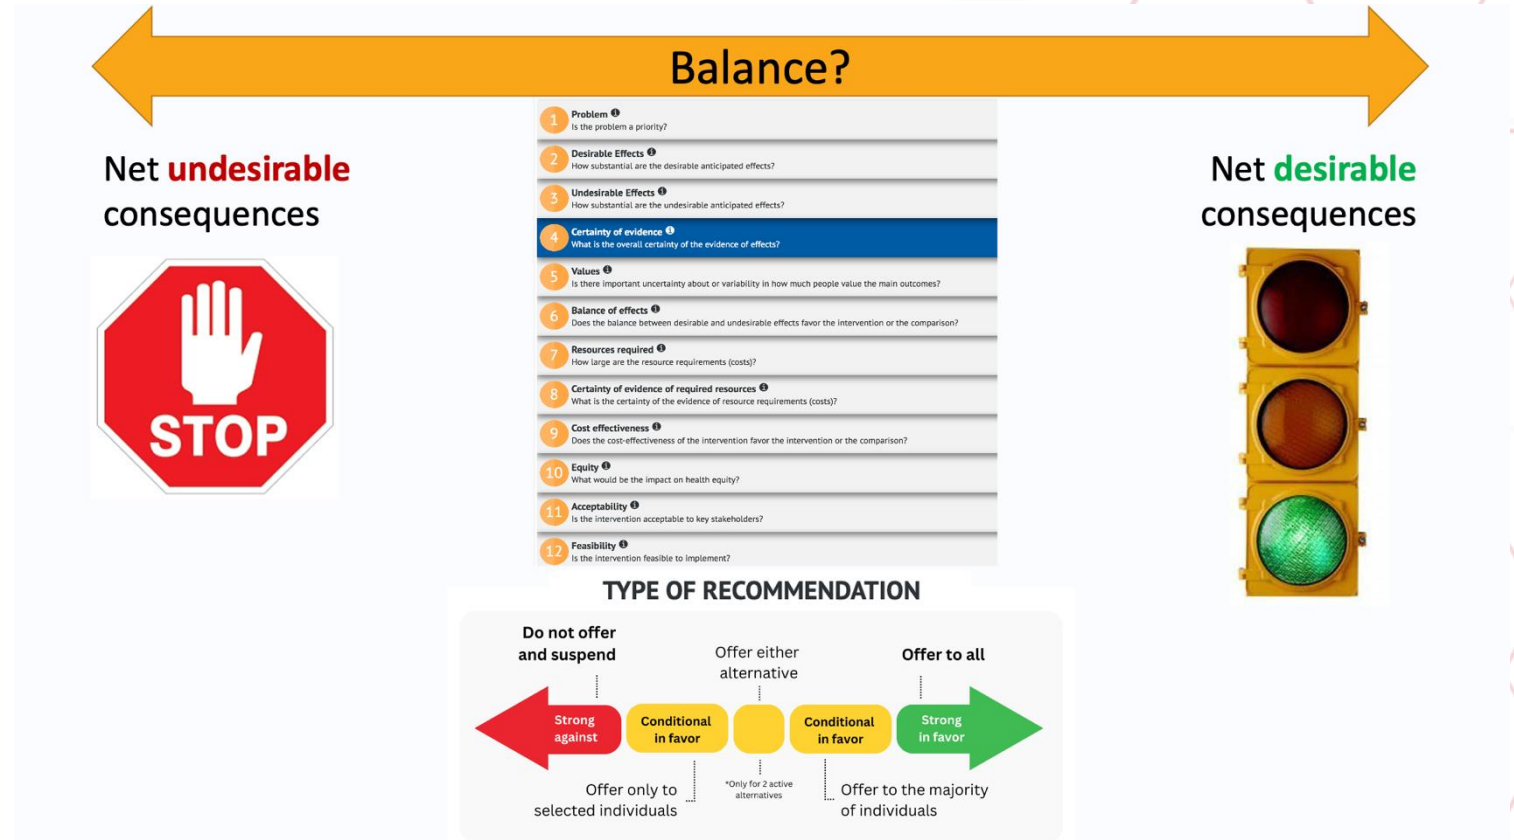 Balance?
Net undesirable
consequences
STOP
1
Problem
Is the problem a priority?
2
Desirable Effects
How substantial are the desirable anticipated effects?
3
Undesirable Effects
How substantial are the undesirable anticipated effects?
4
Certainty of evidence
What is the overall certainty of the evidence of effects?
5
Values
Is there important uncertainty about or variability in how much people value the main outcomes?
6
Balance of effects
Does the balance between desirable and undesirable effects favor the intervention or the comparison?
7
Resources required
How large are the resource requirements (costs)?
8
Certainty of evidence of required resources
What is the certainty of the evidence of resource requirements (costs)?
9
Cost effectiveness
Does the cost-effectiveness of the intervention favor the intervention or the comparison?
10
Equity
What would be the impact on health equity?
11
Acceptability
Is the intervention acceptable to key stakeholders?
12
Feasibility
Is the intervention feasible to implement?
Net desirable
consequences
TYPE OF RECOMMENDATION
Do not offer
and suspend
Offer either
alternative
Offer to all
Strong
against
Conditional
in favor
Conditional
in favor
Strong
in favor
Offer only to
selected individuals
*Only for 2 active
alternatives
Offer to the majority
of individuals